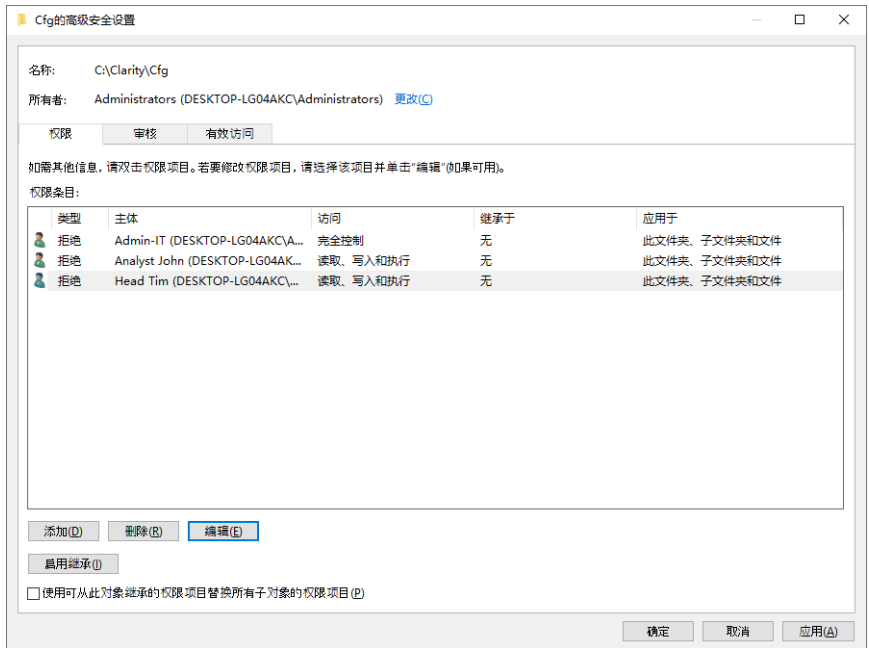 Cfg的高级安全设置
名称: C:\Clarity\Cfg
所有者: Administrators (DESKTOP-LG04AKC\Administrators) 更改(C)
权限 审核 有效访问
如需其他信息，请双击权限项目。若要修改权限项目，请选择该项目并单击“编辑”(如果可用)。
权限条目:
类型 主体 访问 继承于 应用于
拒绝 Admin-IT (DESKTOP-LG04AKC\A... 完全控制 无 此文件夹、子文件夹和文件
拒绝 Analyst John (DESKTOP-LG04AK... 读取、写入和执行 无 此文件夹、子文件夹和文件
拒绝 Head Tim (DESKTOP-LG04AKC\... 读取、写入和执行 无 此文件夹、子文件夹和文件
添加(D) 删除(R) 编辑(E)
启用继承(I)
使用可从此对象继承的权限项目替换所有子对象的权限项目(P)
确定 取消 应用(A)